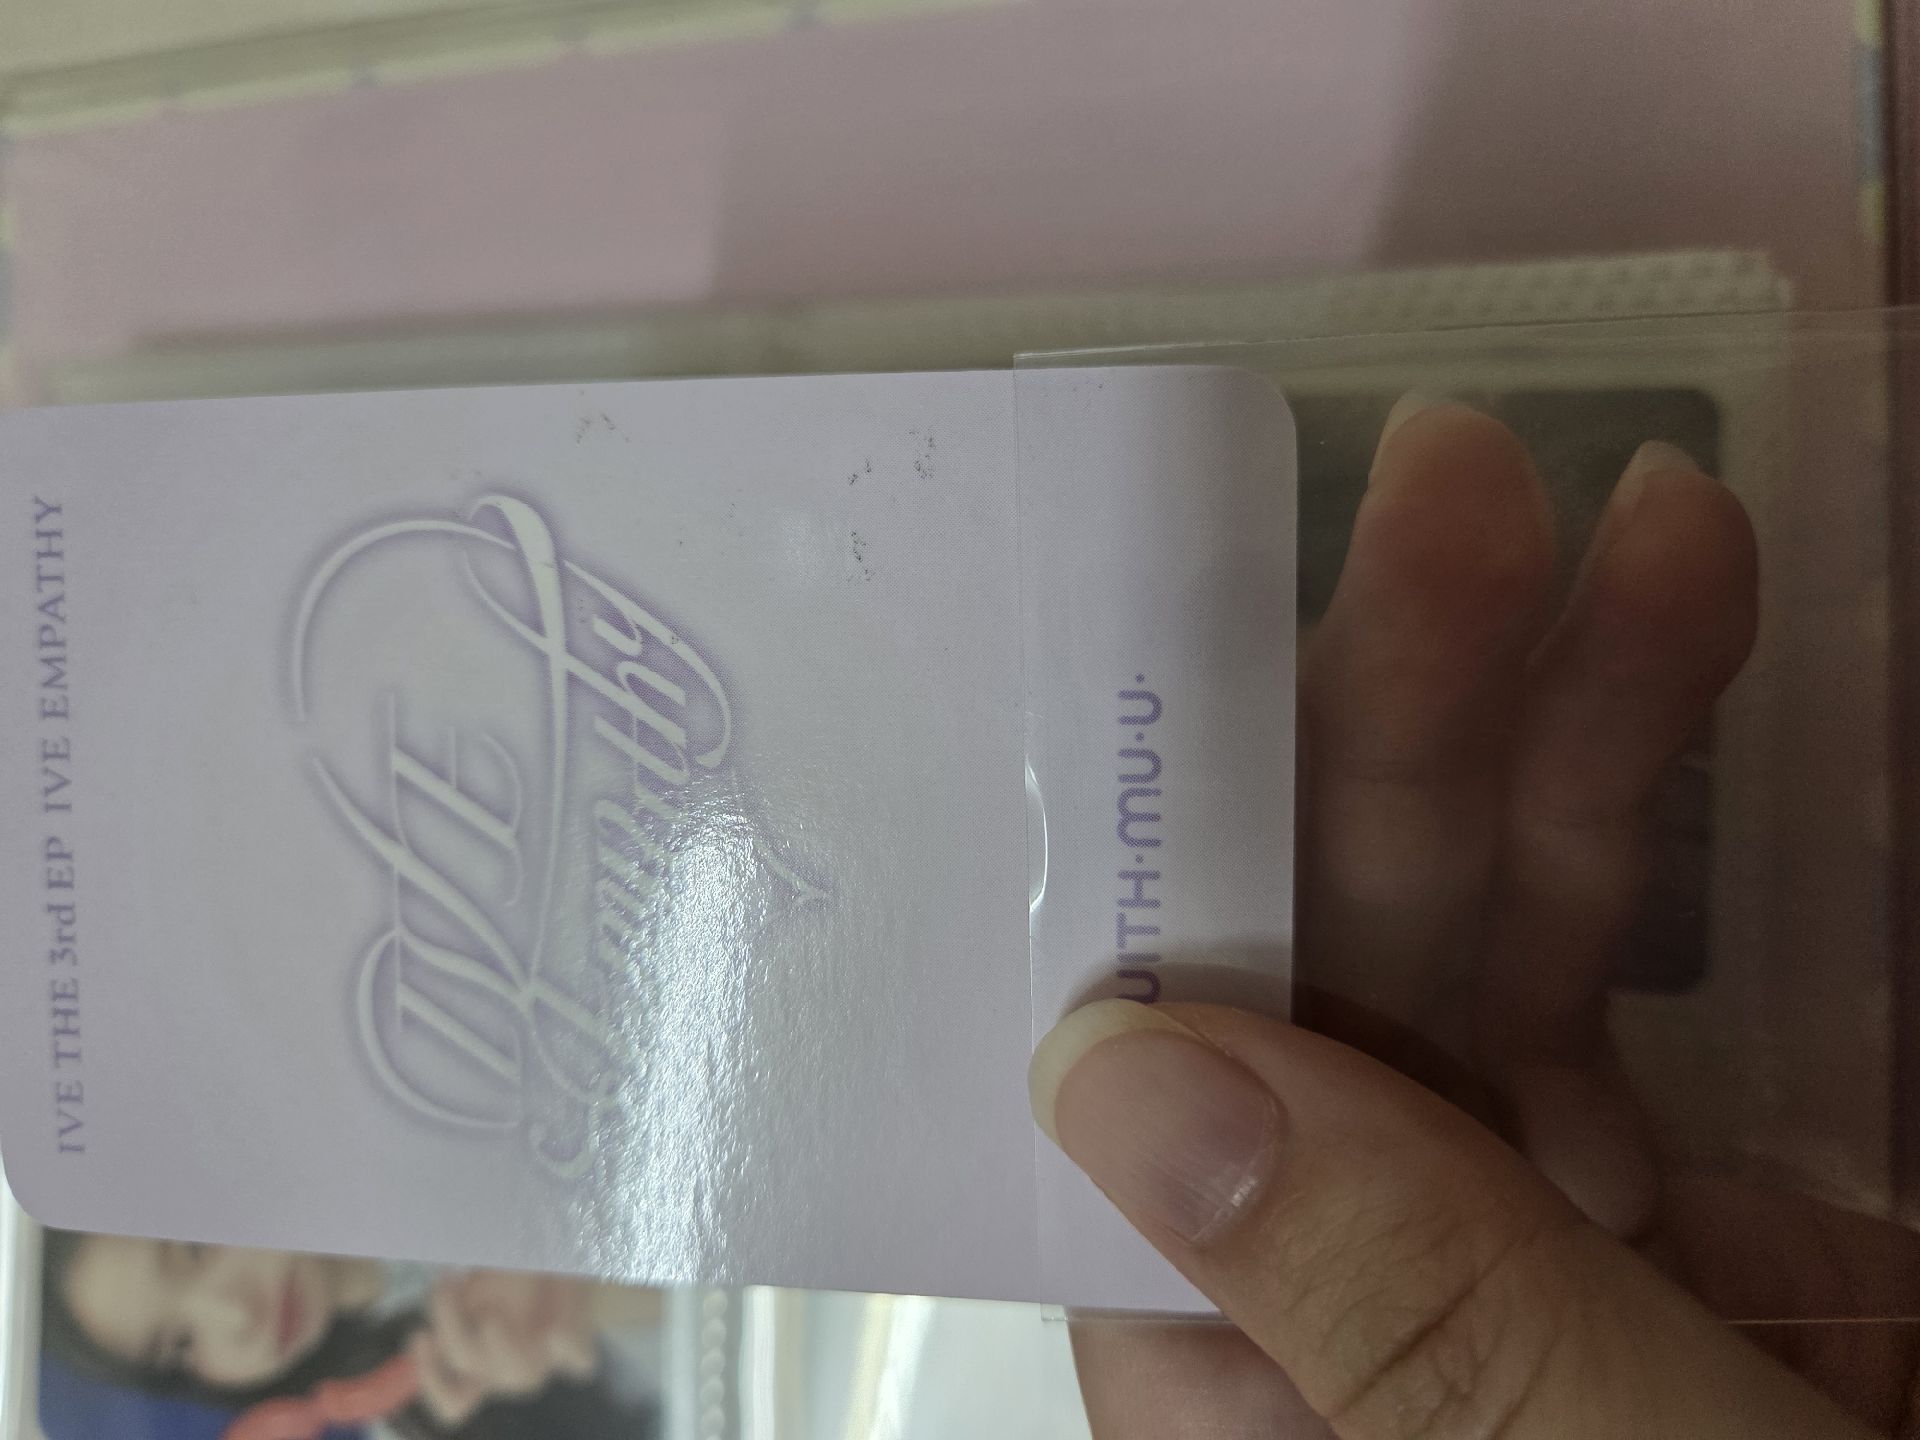 IVE THE 3rd EP IVE EMPATHY
IVE
Empathy
WITH·MU·U·